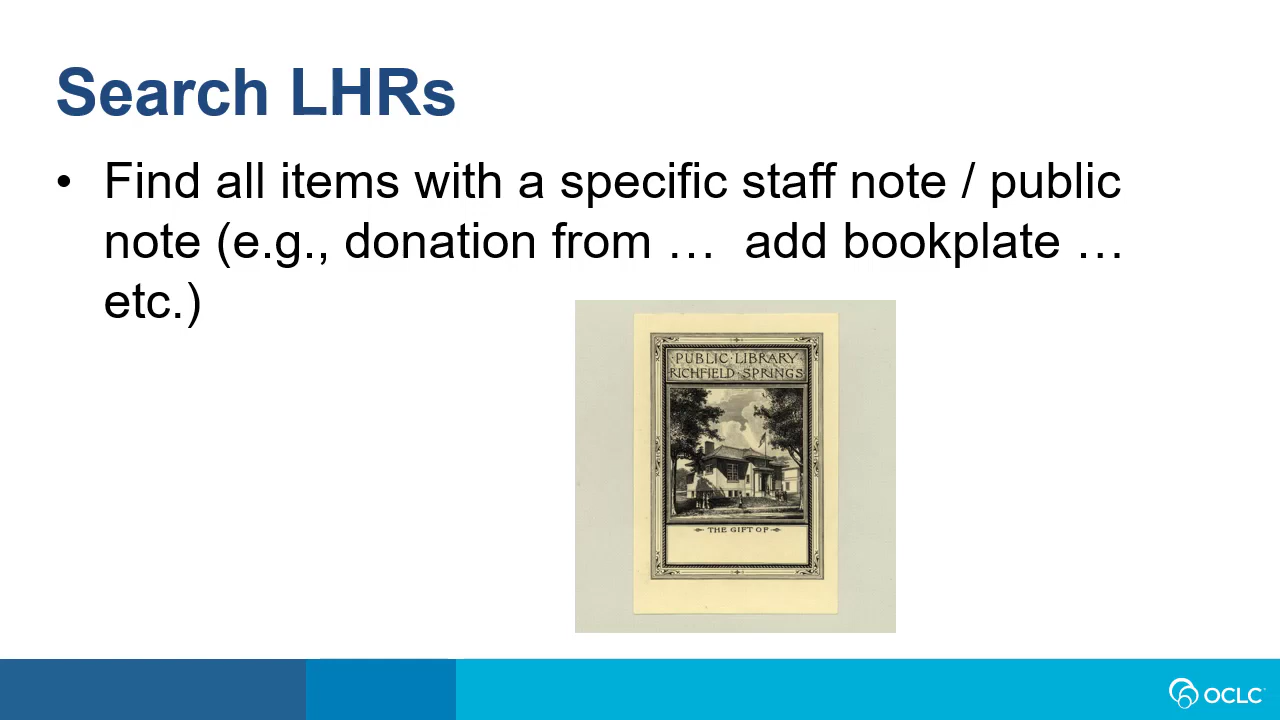 Search LHRs
• Find all items with a specific staff note / public
note (e.g., donation from … add bookplate …
etc.)
PUBLIC · LIBRARY
RICHFIELD · SPRINGS
THE GIFT OF
OCLC